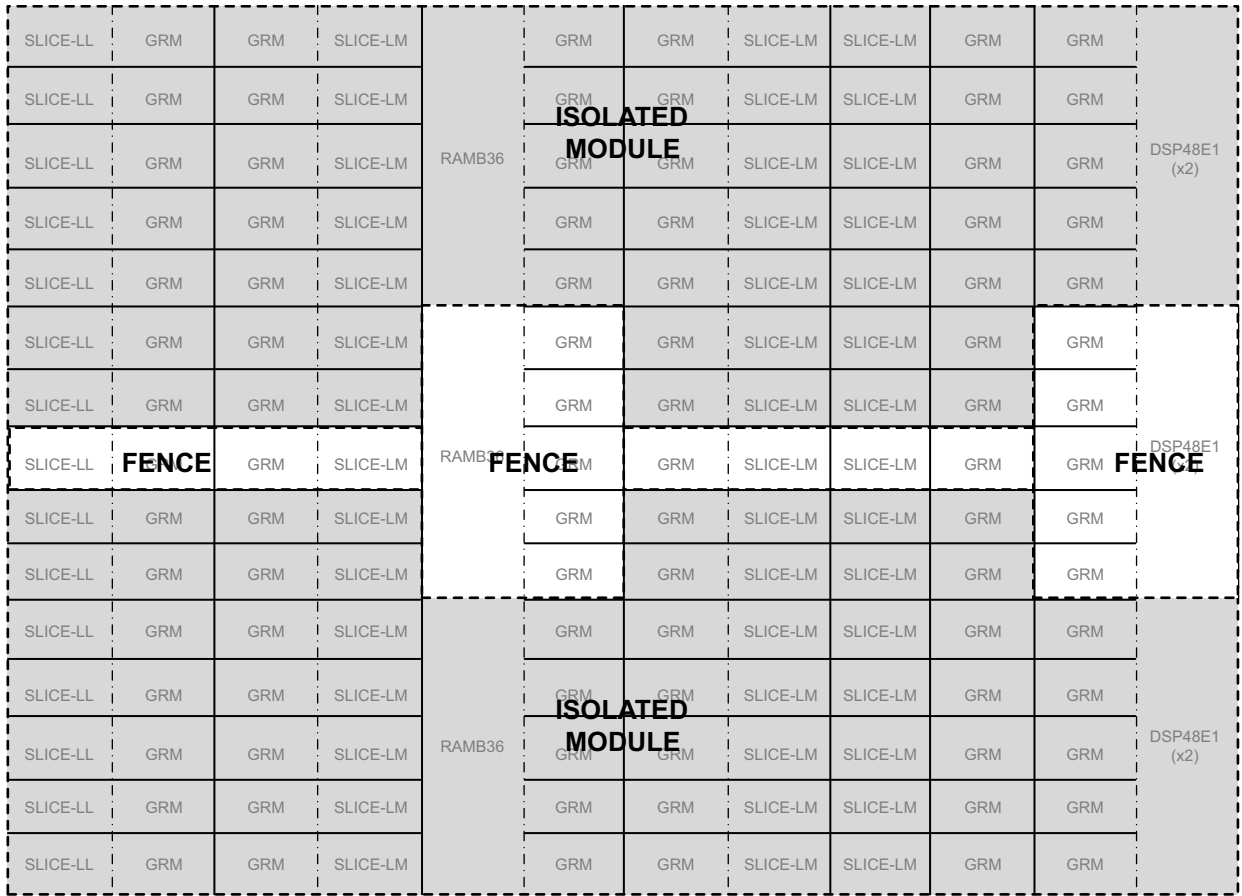 SLICE-LL GRM GRM SLICE-LM GRM GRM SLICE-LM SLICE-LM GRM GRM
SLICE-LL GRM GRM SLICE-LM GRM GRM SLICE-LM SLICE-LM GRM GRM
ISOLATED
MODULE
SLICE-LL GRM GRM SLICE-LM RAMB36 GRM GRM SLICE-LM SLICE-LM GRM GRM DSP48E1
(x2)
SLICE-LL GRM GRM SLICE-LM GRM GRM SLICE-LM SLICE-LM GRM GRM
SLICE-LL GRM GRM SLICE-LM GRM GRM SLICE-LM SLICE-LM GRM GRM
SLICE-LL GRM GRM SLICE-LM GRM GRM SLICE-LM SLICE-LM GRM GRM
SLICE-LL GRM GRM SLICE-LM GRM GRM SLICE-LM SLICE-LM GRM GRM
SLICE-LL GRM FENCE GRM SLICE-LM RAMB36 FENCE GRM GRM SLICE-LM SLICE-LM GRM GRM FENCE DSP48E1
(x2)
SLICE-LL GRM GRM SLICE-LM GRM GRM SLICE-LM SLICE-LM GRM GRM
SLICE-LL GRM GRM SLICE-LM GRM GRM SLICE-LM SLICE-LM GRM GRM
SLICE-LL GRM GRM SLICE-LM GRM GRM SLICE-LM SLICE-LM GRM GRM
SLICE-LL GRM GRM SLICE-LM GRM GRM SLICE-LM SLICE-LM GRM GRM
ISOLATED
MODULE
SLICE-LL GRM GRM SLICE-LM RAMB36 GRM GRM SLICE-LM SLICE-LM GRM GRM DSP48E1
(x2)
SLICE-LL GRM GRM SLICE-LM GRM GRM SLICE-LM SLICE-LM GRM GRM
SLICE-LL GRM GRM SLICE-LM GRM GRM SLICE-LM SLICE-LM GRM GRM